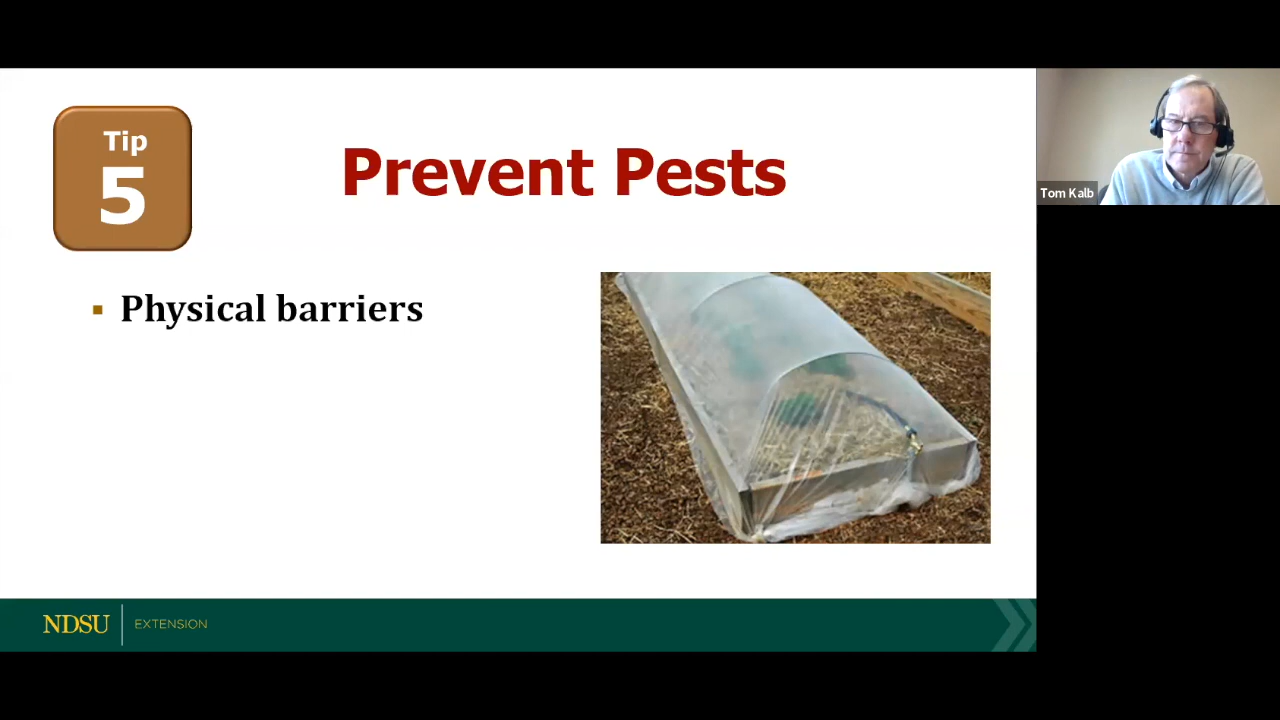 Tip
5
Prevent Pests
▪ Physical barriers
NDSU EXTENSION
Tom Kalb